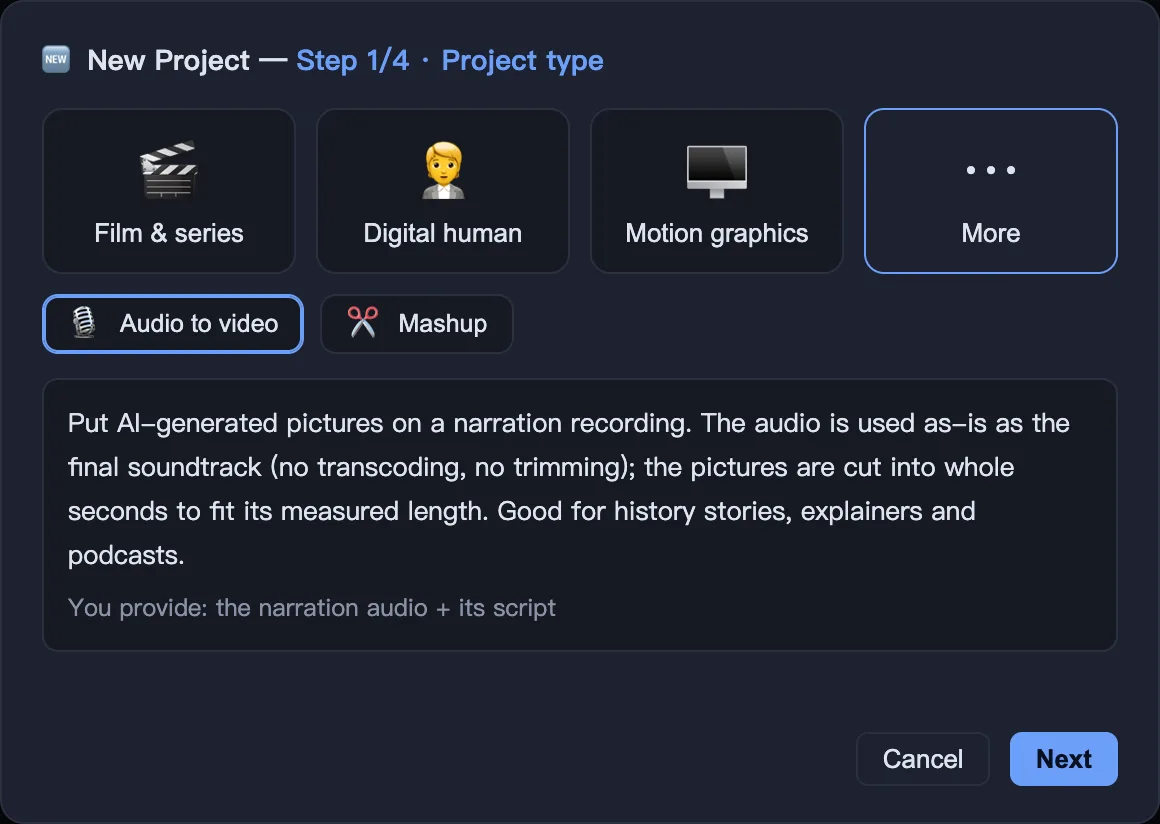 NEW New Project — Step 1/4 · Project type
Film & series
Digital human
Motion graphics
More
Audio to video
Mashup
Put AI-generated pictures on a narration recording. The audio is used as-is as the
final soundtrack (no transcoding, no trimming); the pictures are cut into whole
seconds to fit its measured length. Good for history stories, explainers and
podcasts.
You provide: the narration audio + its script
Cancel
Next